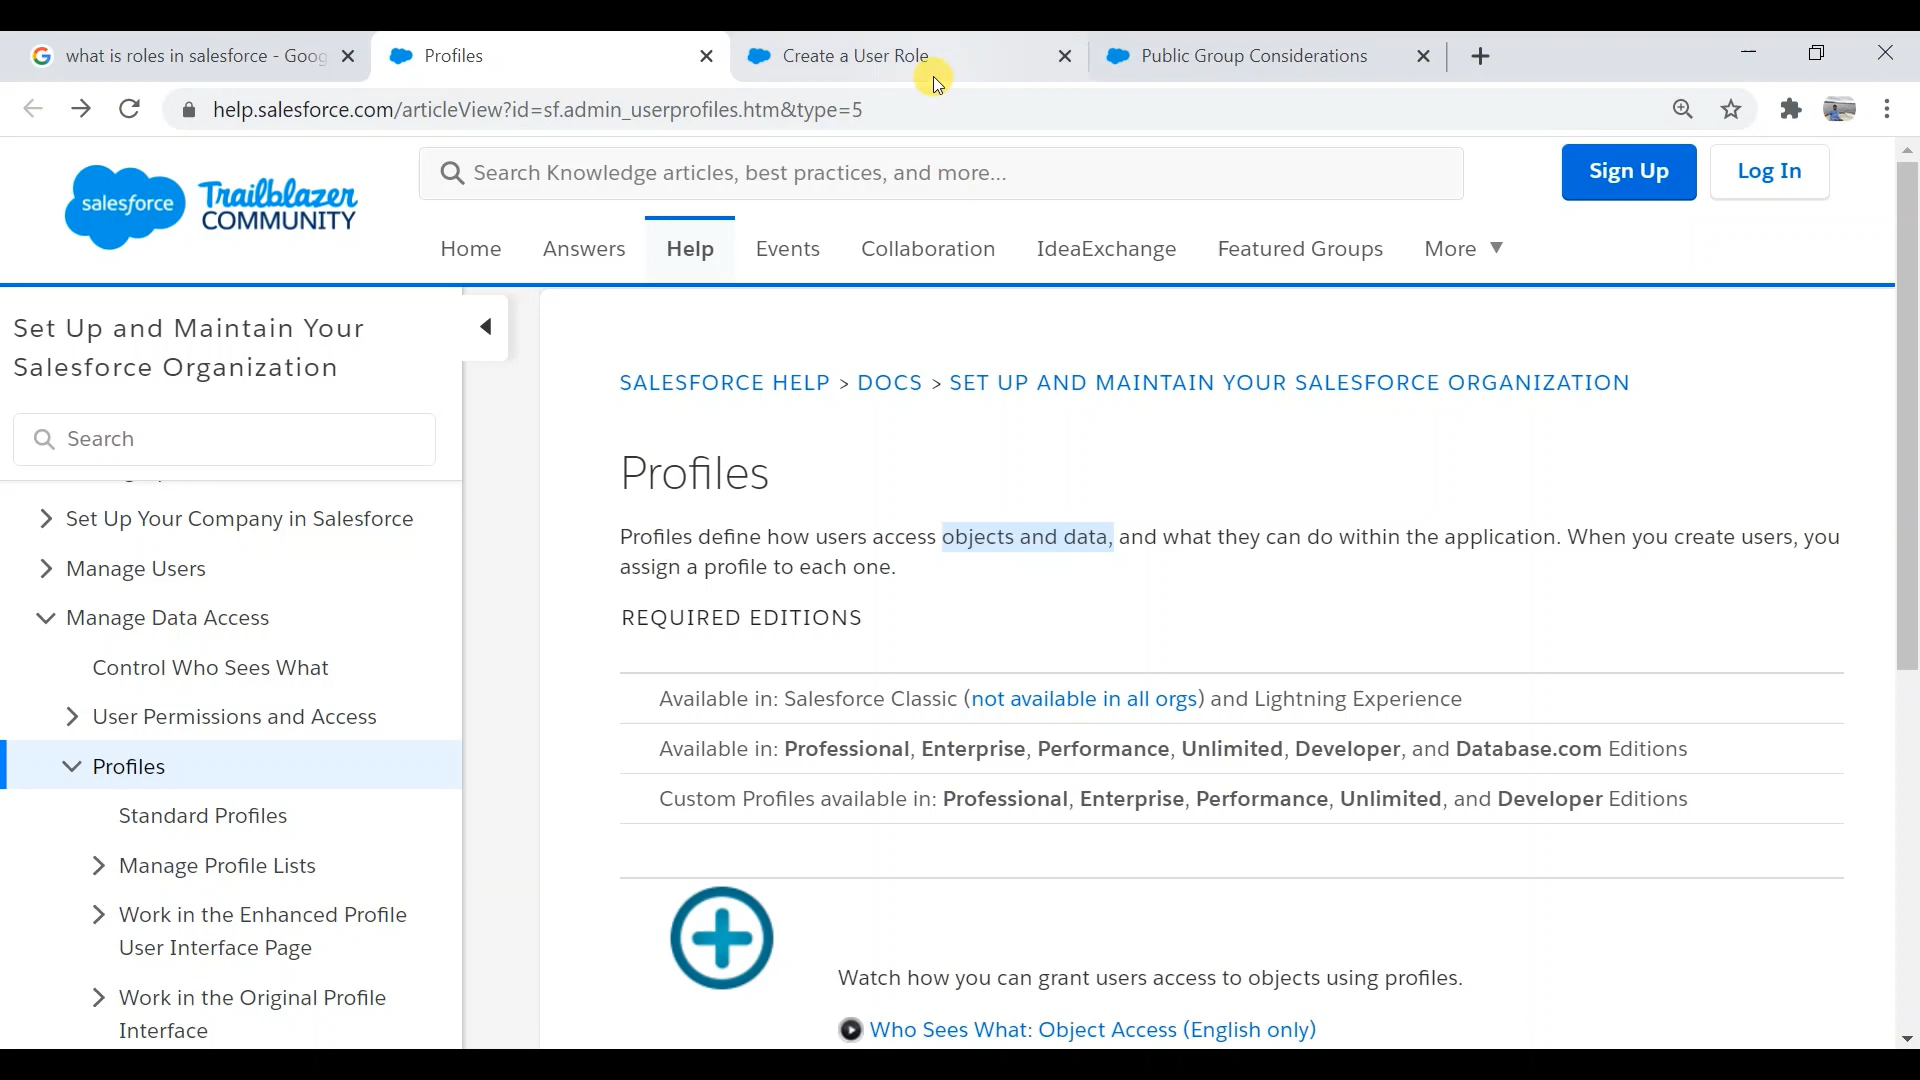 what is roles in salesforce - Goog
Profiles
Create a User Role
Public Group Considerations
help.salesforce.com/articleView?id=sf.admin_userprofiles.htm&type=5
salesforce
Trailblazer
COMMUNITY
Search Knowledge articles, best practices, and more...
Sign Up
Log In
Home
Answers
Help
Events
Collaboration
IdeaExchange
Featured Groups
More
Set Up and Maintain Your
Salesforce Organization
Search
Set Up Your Company in Salesforce
Manage Users
Manage Data Access
Control Who Sees What
User Permissions and Access
Profiles
Standard Profiles
Manage Profile Lists
Work in the Enhanced Profile
User Interface Page
Work in the Original Profile
Interface
SALESFORCE HELP > DOCS > SET UP AND MAINTAIN YOUR SALESFORCE ORGANIZATION
Profiles
Profiles define how users access objects and data, and what they can do within the application. When you create users, you
assign a profile to each one.
REQUIRED EDITIONS
Available in: Salesforce Classic (not available in all orgs) and Lightning Experience
Available in: Professional, Enterprise, Performance, Unlimited, Developer, and Database.com Editions
Custom Profiles available in: Professional, Enterprise, Performance, Unlimited, and Developer Editions
Watch how you can grant users access to objects using profiles.
Who Sees What: Object Access (English only)